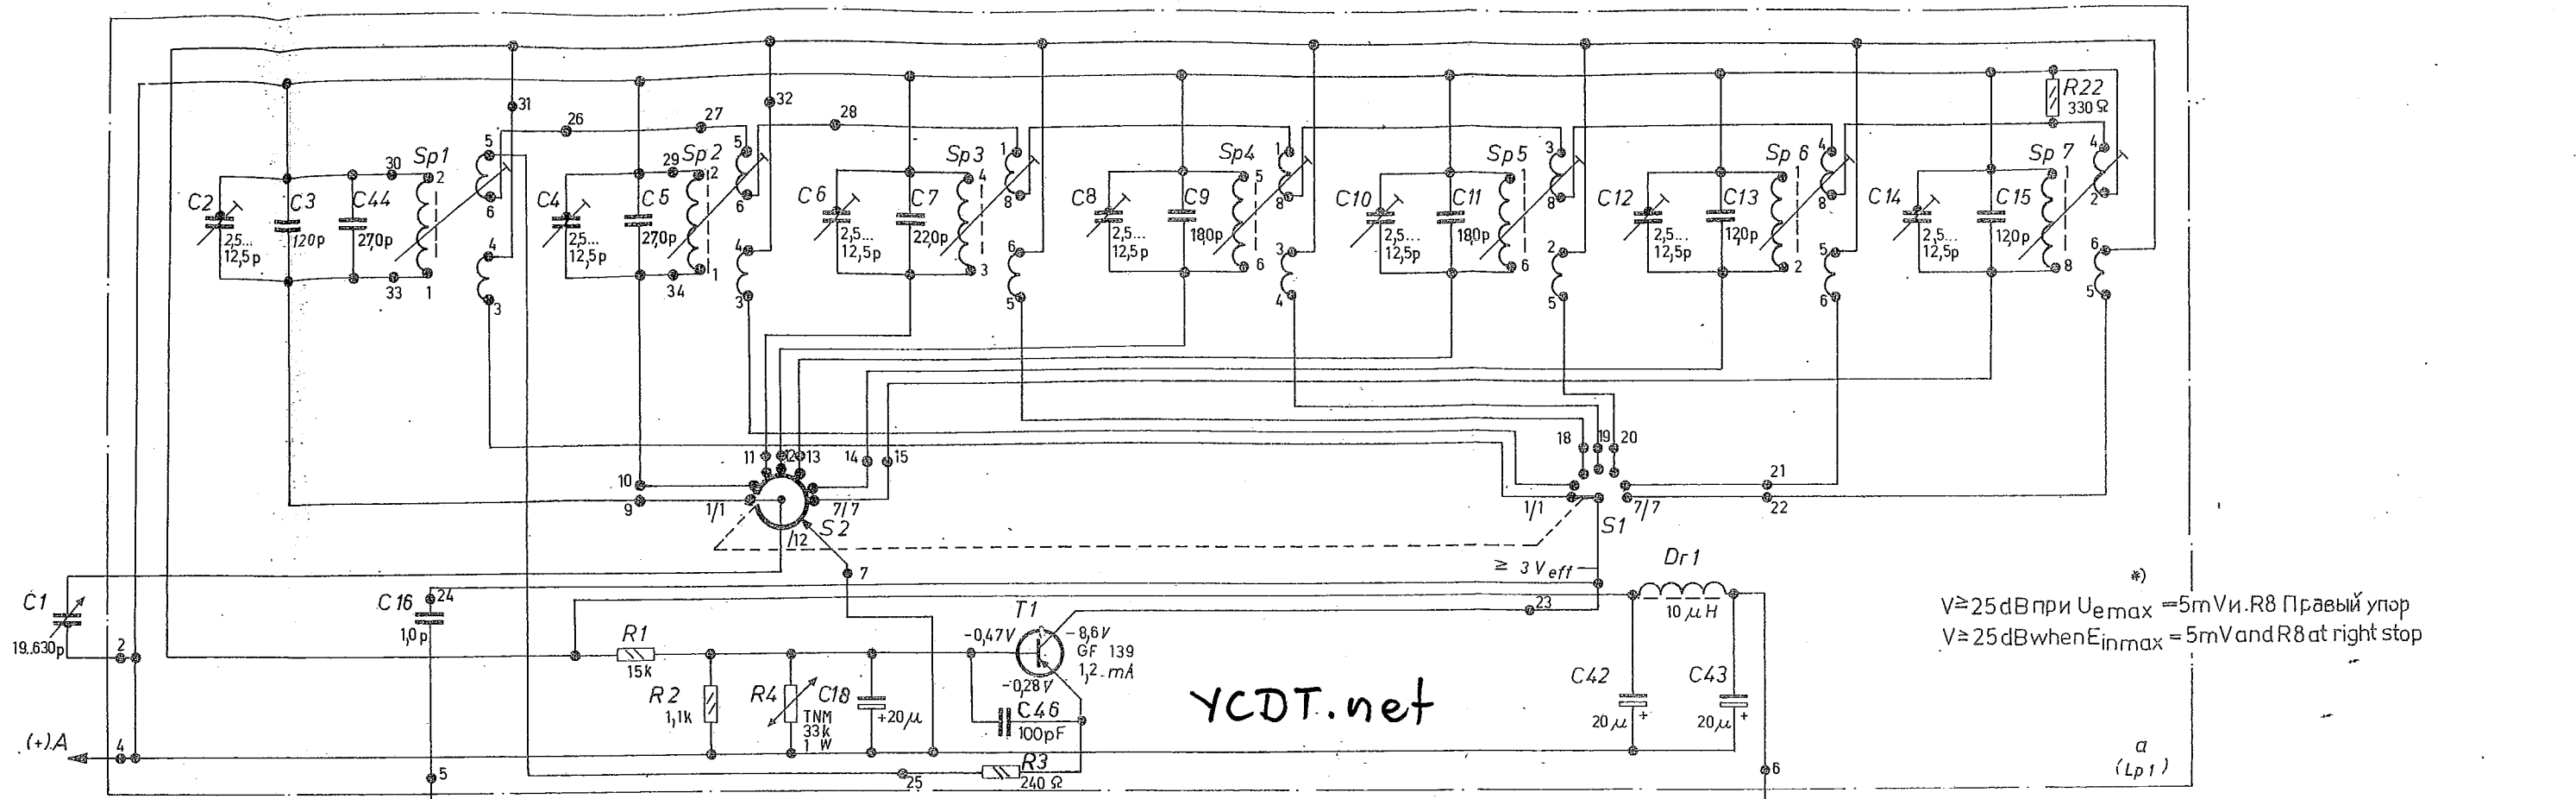 31
32
26
27
28
R22
330 Ω
Sp1
30
2
5
6
4
3
33
1
C2
2,5...
12,5p
C3
120p
C44
270p
Sp2
29
2
5
6
4
3
34
1
C4
2,5...
12,5p
C5
270p
Sp3
4
3
1
8
6
5
C6
2,5...
12,5p
C7
220p
Sp4
5
6
1
8
3
4
C8
2,5...
12,5p
C9
180p
Sp5
1
6
3
8
2
5
C10
2,5...
12,5p
C11
180p
Sp 6
1
2
4
8
5
6
C12
2,5...
12,5p
C13
120p
Sp 7
1
8
4
2
6
5
C14
2,5...
12,5p
C15
120p
11
12
13
14
15
10
9
1/1
7/7
S2
/12
7
18
19
20
21
22
1/1
7/7
S1
≥ 3 Veff
Dr1
10 μH
23
C1
19..630p
2
C16
24
1,0p
R1
15k
T1
-0,47V
-8,6V
GF 139
1,2 mA
-0,28V
R2
1,1k
R4
TNM
33k
1 W
C18
+20μ
C46
100pF
R3
240 Ω
25
C42
20μ
+
C43
20μ
+
(+).A
4
5
6
YCDT.net
*)
V≥25dB при Uemax =5mV и.R8 Правый упор
V≥25dB when Einmax =5mV and R8 at right stop
a
(Lp1)